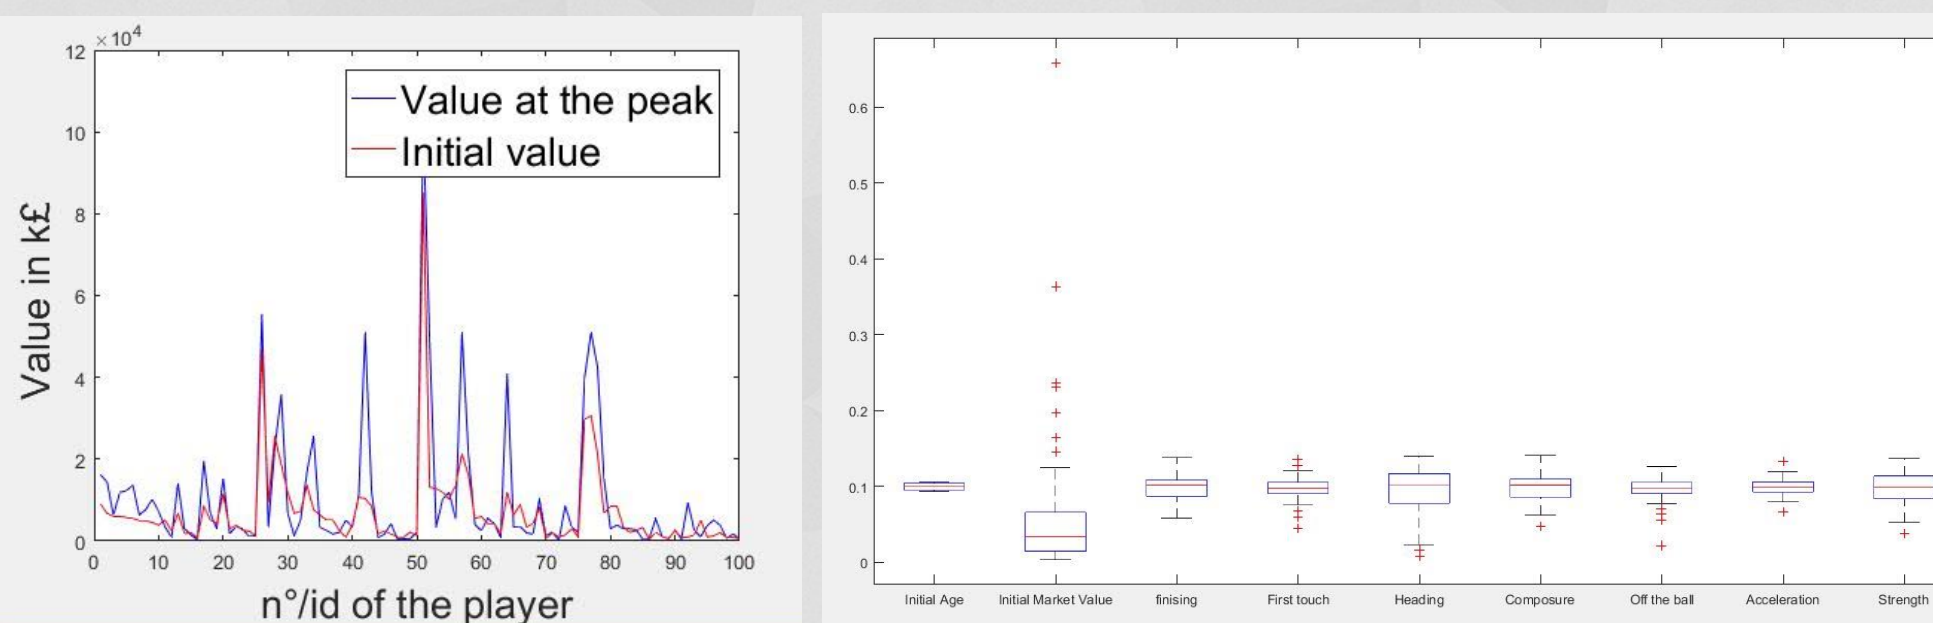 ×10⁴
12
10
8
6
4
2
0
Value in k£
Value at the peak
Initial value
0 10 20 30 40 50 60 70 80 90 100
n°/id of the player
0.6
0.5
0.4
0.3
0.2
0.1
0
Initial Age Initial Market Value finising First touch Heading Composure Off the ball Acceleration Strength